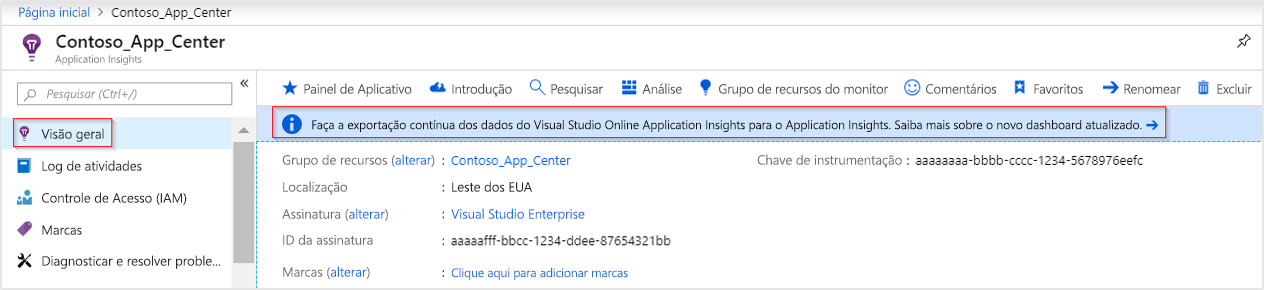 Página inicial > Contoso_App_Center
Contoso_App_Center
Application Insights
Pesquisar (Ctrl+/)
«
Visão geral
Log de atividades
Controle de Acesso (IAM)
Marcas
Diagnosticar e resolver proble...
Painel de Aplicativo Introdução Pesquisar Análise Grupo de recursos do monitor Comentários Favoritos Renomear Excluir
Faça a exportação contínua dos dados do Visual Studio Online Application Insights para o Application Insights. Saiba mais sobre o novo dashboard atualizado. →
Grupo de recursos (alterar) : Contoso_App_Center Chave de instrumentação : aaaaaaaa-bbbb-cccc-1234-5678976eefc
Localização : Leste dos EUA
Assinatura (alterar) : Visual Studio Enterprise
ID da assinatura : aaaaafff-bbcc-1234-ddee-87654321bb
Marcas (alterar) : Clique aqui para adicionar marcas